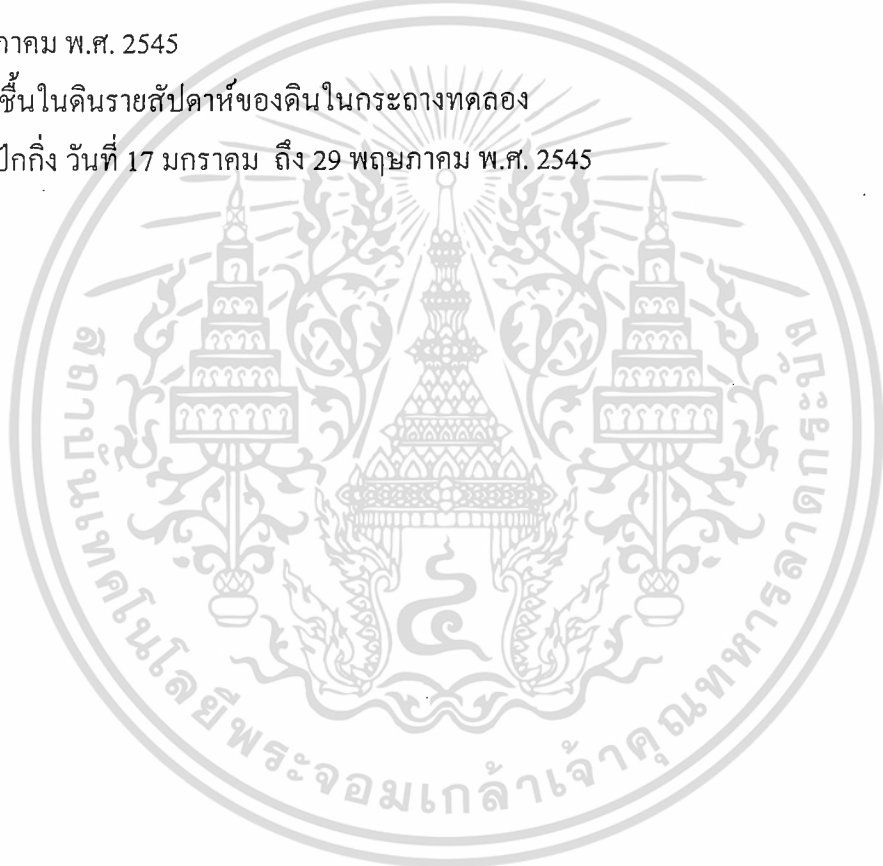 าคม พ.ศ. 2545
ชื้นในดินรายสัปดาห์ของดินในกระถางทดลอง
ปักกิ่ง วันที่ 17 มกราคม ถึง 29 พฤษภาคม พ.ศ. 2545
สถาบันเทคโนโลยีพระจอมเกล้าเจ้าคุณทหารลาดกระบัง
๔